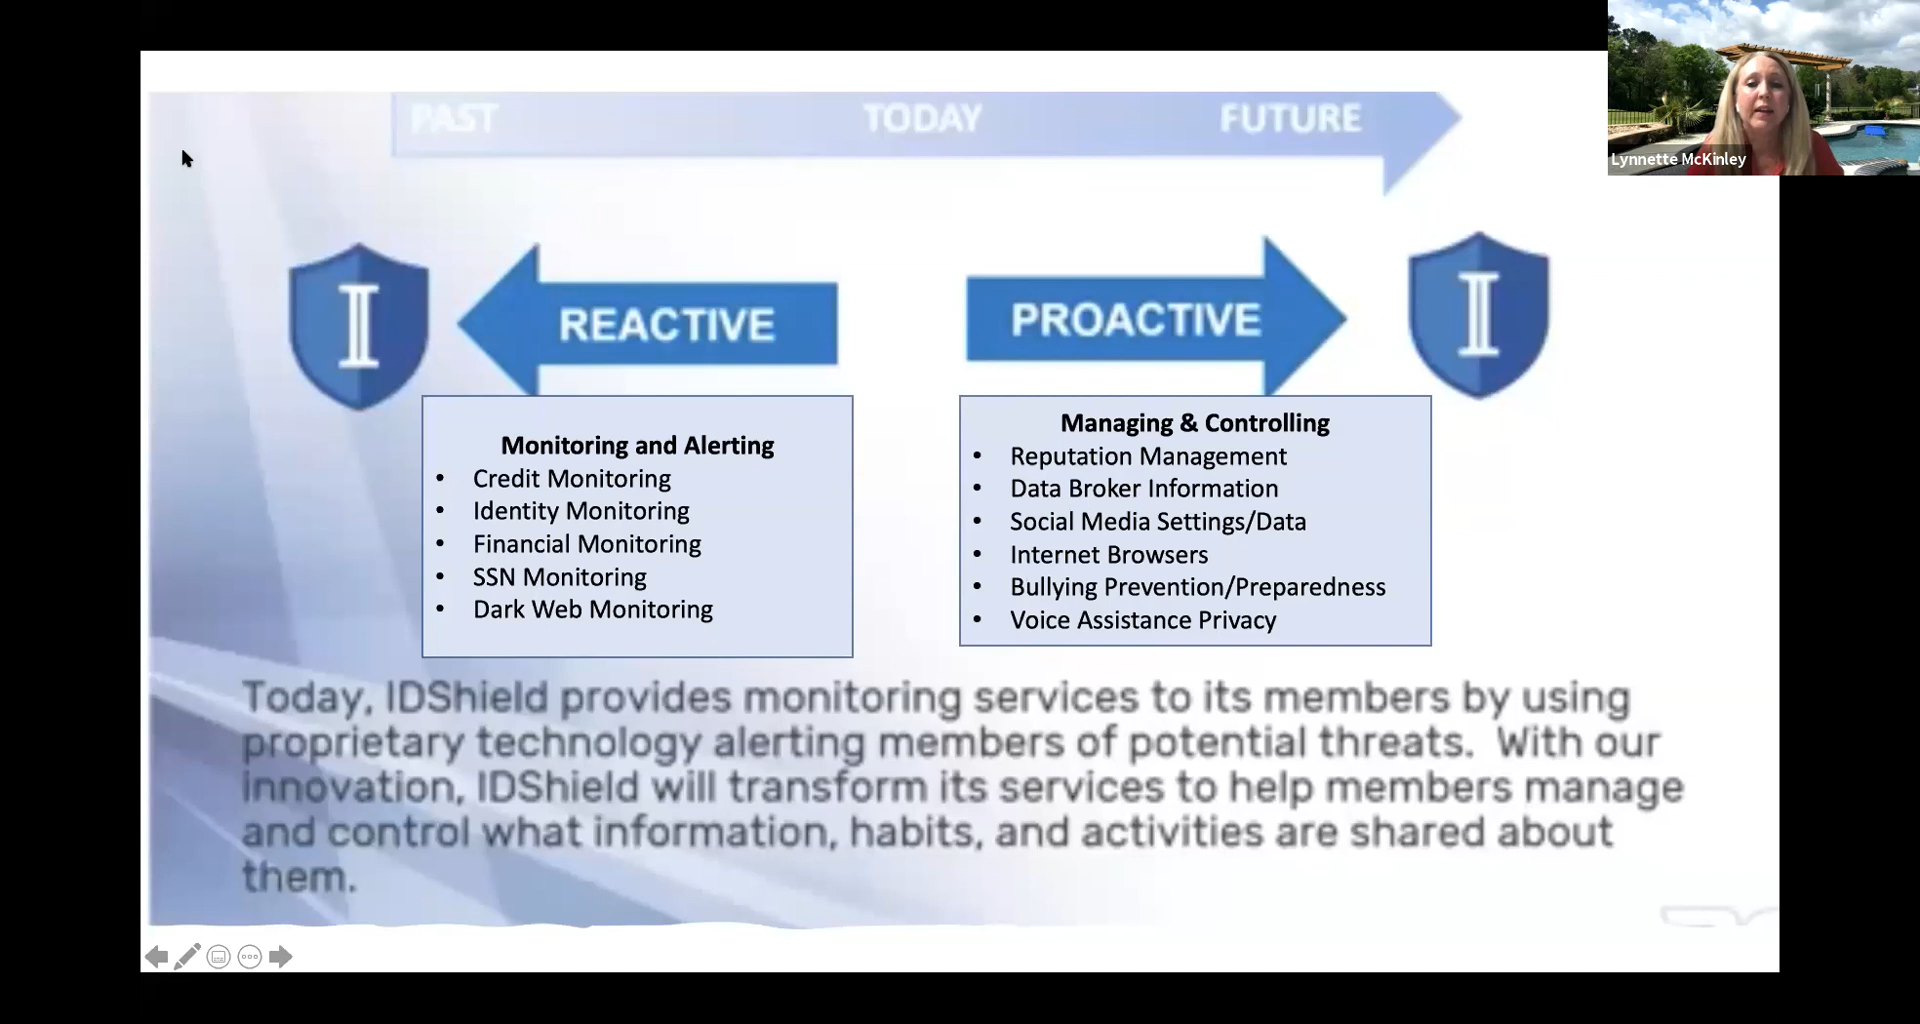 PAST TODAY FUTURE
Lynnette McKinley
REACTIVE
PROACTIVE
Monitoring and Alerting
• Credit Monitoring
• Identity Monitoring
• Financial Monitoring
• SSN Monitoring
• Dark Web Monitoring
Managing & Controlling
• Reputation Management
• Data Broker Information
• Social Media Settings/Data
• Internet Browsers
• Bullying Prevention/Preparedness
• Voice Assistance Privacy
Today, IDShield provides monitoring services to its members by using
proprietary technology alerting members of potential threats. With our
innovation, IDShield will transform its services to help members manage
and control what information, habits, and activities are shared about
them.